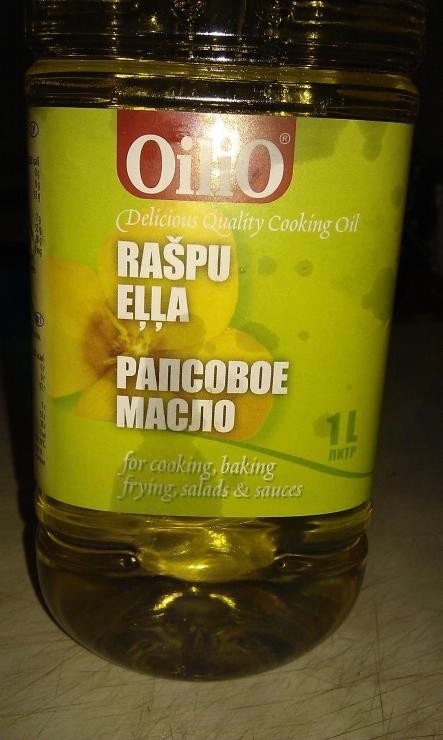 OiliO®
Delicious Quality Cooking Oil
RAŠPU
EĻĻA
РАПСОВОЕ
МАСЛО
1L
ЛИТР
for cooking, baking
frying, salads & sauces